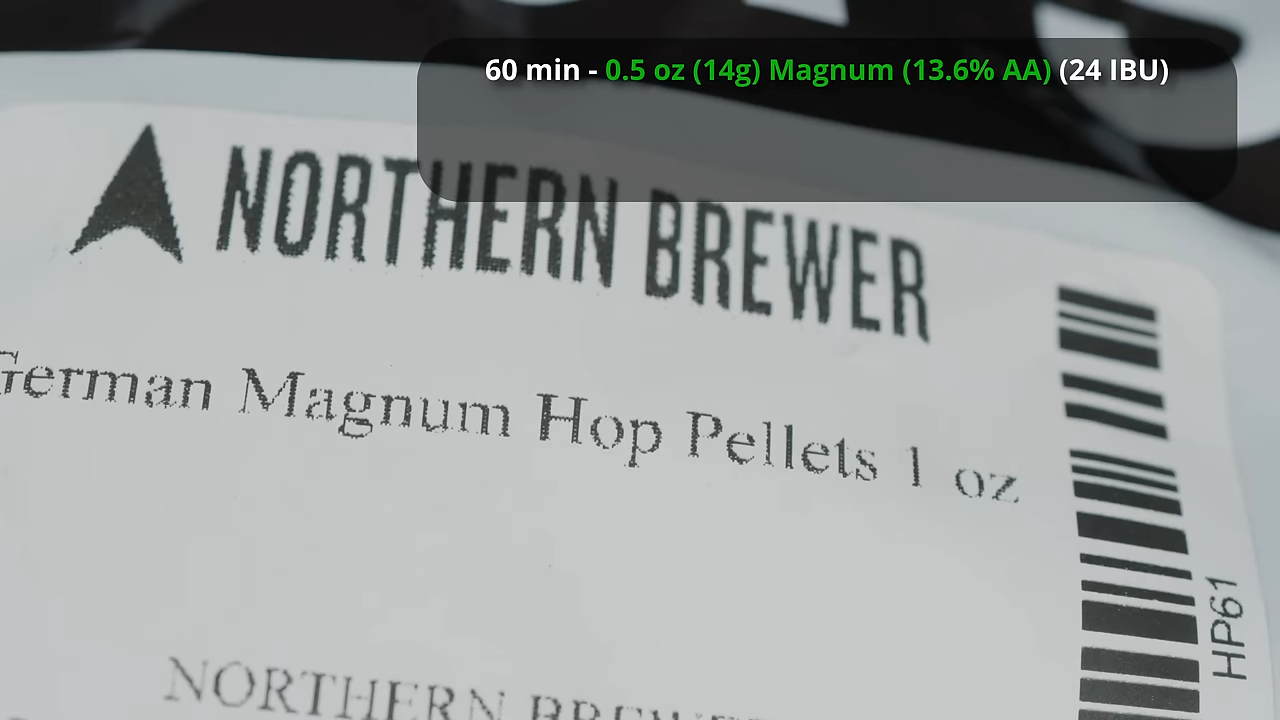 60 min - 0.5 oz (14g) Magnum (13.6% AA) (24 IBU)
NORTHERN BREWER
German Magnum Hop Pellets 1 oz
HP61
NORTHERN BREWER